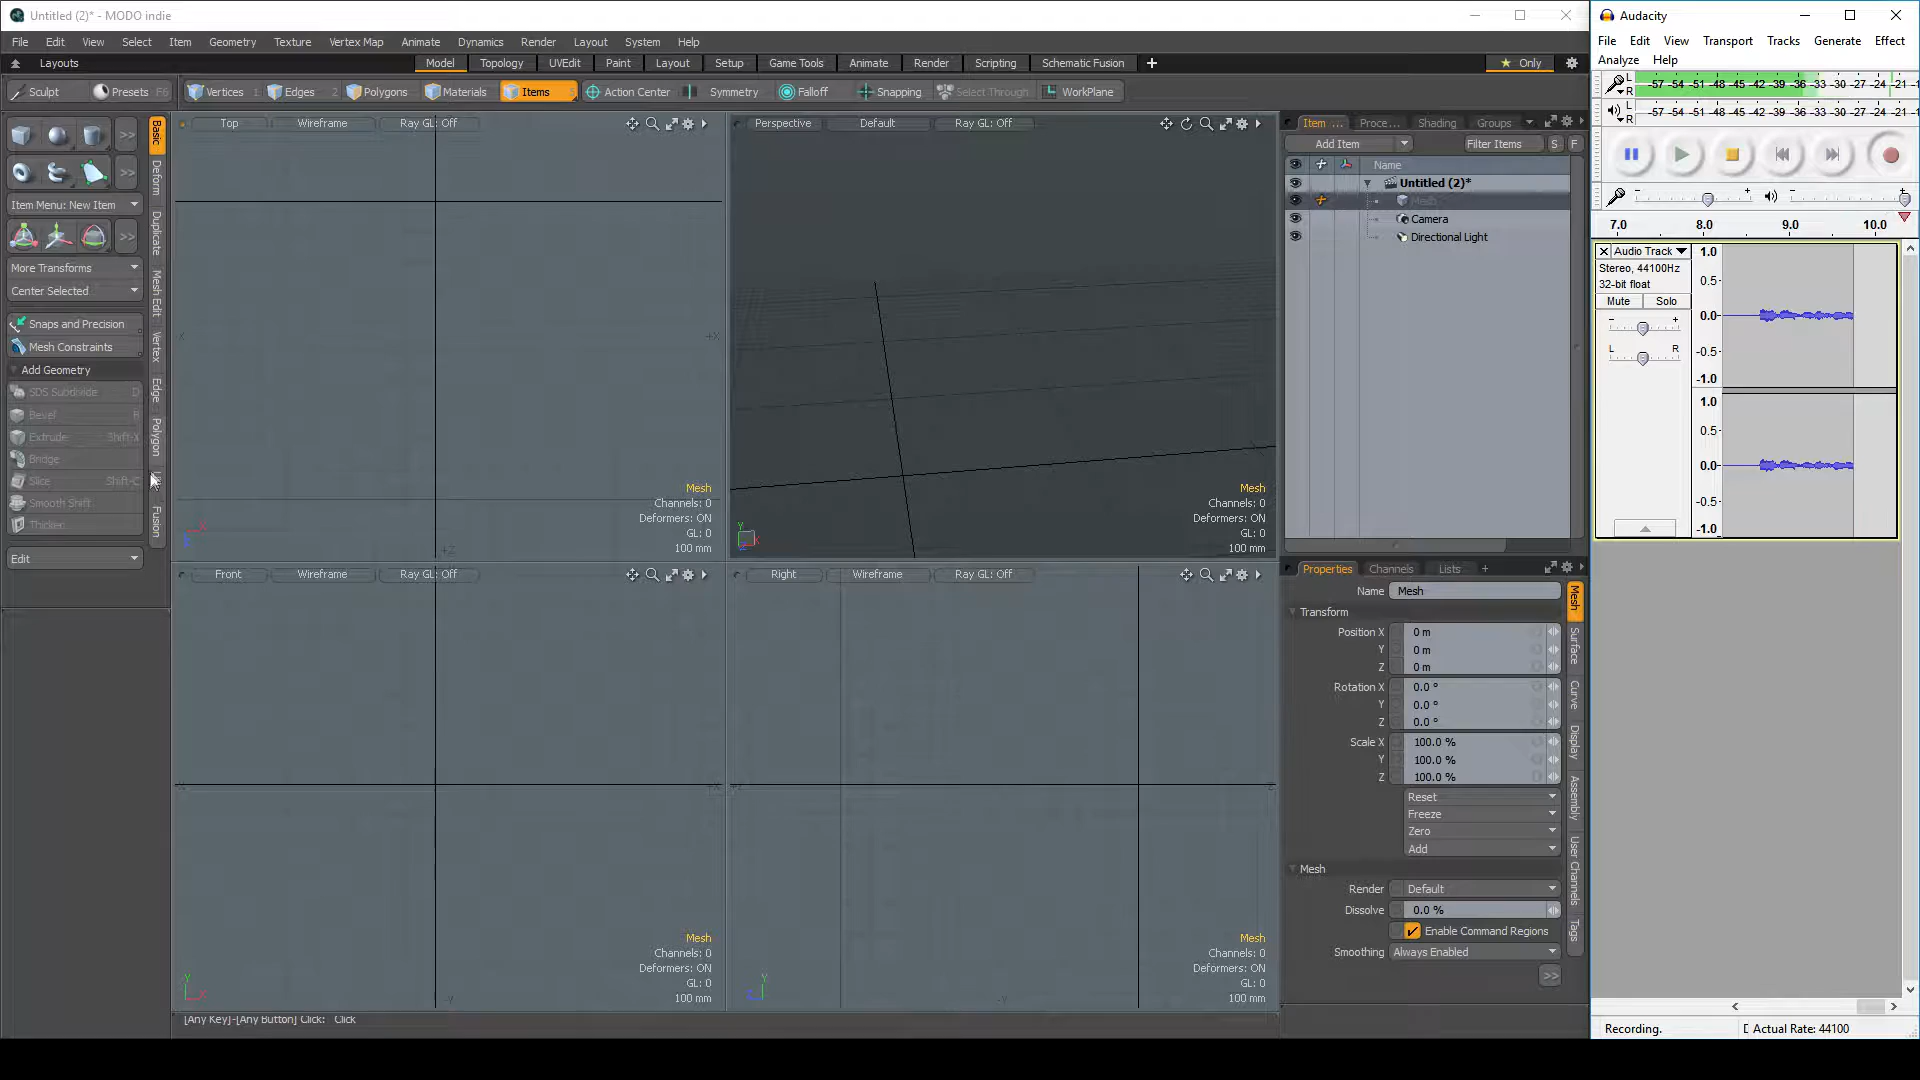 Untitled (2)* - MODO indie
File Edit View Select Item Geometry Texture Vertex Map Animate Dynamics Render Layout System Help
Layouts
Model Topology UVEdit Paint Layout Setup Game Tools Animate Render Scripting Schematic Fusion Only
Sculpt Presets F6 Vertices 1 Edges 2 Polygons Materials Items 5 Action Center Symmetry Falloff Snapping Select Through WorkPlane
Item Menu: New Item
More Transforms
Center Selected
Snaps and Precision
Mesh Constraints
Add Geometry
SDS Subdivide D
Bevel
Extrude Shift-X
Bridge
Slice Shift-C
Smooth Shift
Thicken
Edit
Basic
Deform
Duplicate
Mesh Edit
Vertex
Edge
Polygon
Fusion
Top Wireframe Ray GL: Off
Mesh
Channels: 0
Deformers: ON
GL: 0
100 mm
Perspective Default Ray GL: Off
Mesh
Channels: 0
Deformers: ON
GL: 0
100 mm
Front Wireframe Ray GL: Off
Mesh
Channels: 0
Deformers: ON
GL: 0
100 mm
Right Wireframe Ray GL: Off
Mesh
Channels: 0
Deformers: ON
GL: 0
100 mm
[Any Key]-[Any Button] Click: Click
Item ... Proce... Shading Groups
Add Item Filter Items S F
Name
Untitled (2)*
Mesh
Camera
Directional Light
Properties Channels Lists +
Name Mesh
Transform
Position X 0 m
Y 0 m
Z 0 m
Rotation X 0.0 °
Y 0.0 °
Z 0.0 °
Scale X 100.0 %
Y 100.0 %
Z 100.0 %
Reset
Freeze
Zero
Add
Mesh
Render Default
Dissolve 0.0 %
Enable Command Regions
Smoothing Always Enabled
>>
Mesh
Surface
Curve
Display
Assembly
User Channels
Tags
Audacity
File Edit View Transport Tracks Generate Effect
Analyze Help
L R -57 -54 -51 -48 -45 -42 -39 -36 -33 -30 -27 -24 -21
L R -57 -54 -51 -48 -45 -42 -39 -36 -33 -30 -27 -24 -21
7.0 8.0 9.0 10.0
Audio Track
Stereo, 44100Hz
32-bit float
Mute Solo
- +
L R
1.0
0.5
0.0
-0.5
-1.0
1.0
0.5
0.0
-0.5
-1.0
Recording. Actual Rate: 44100